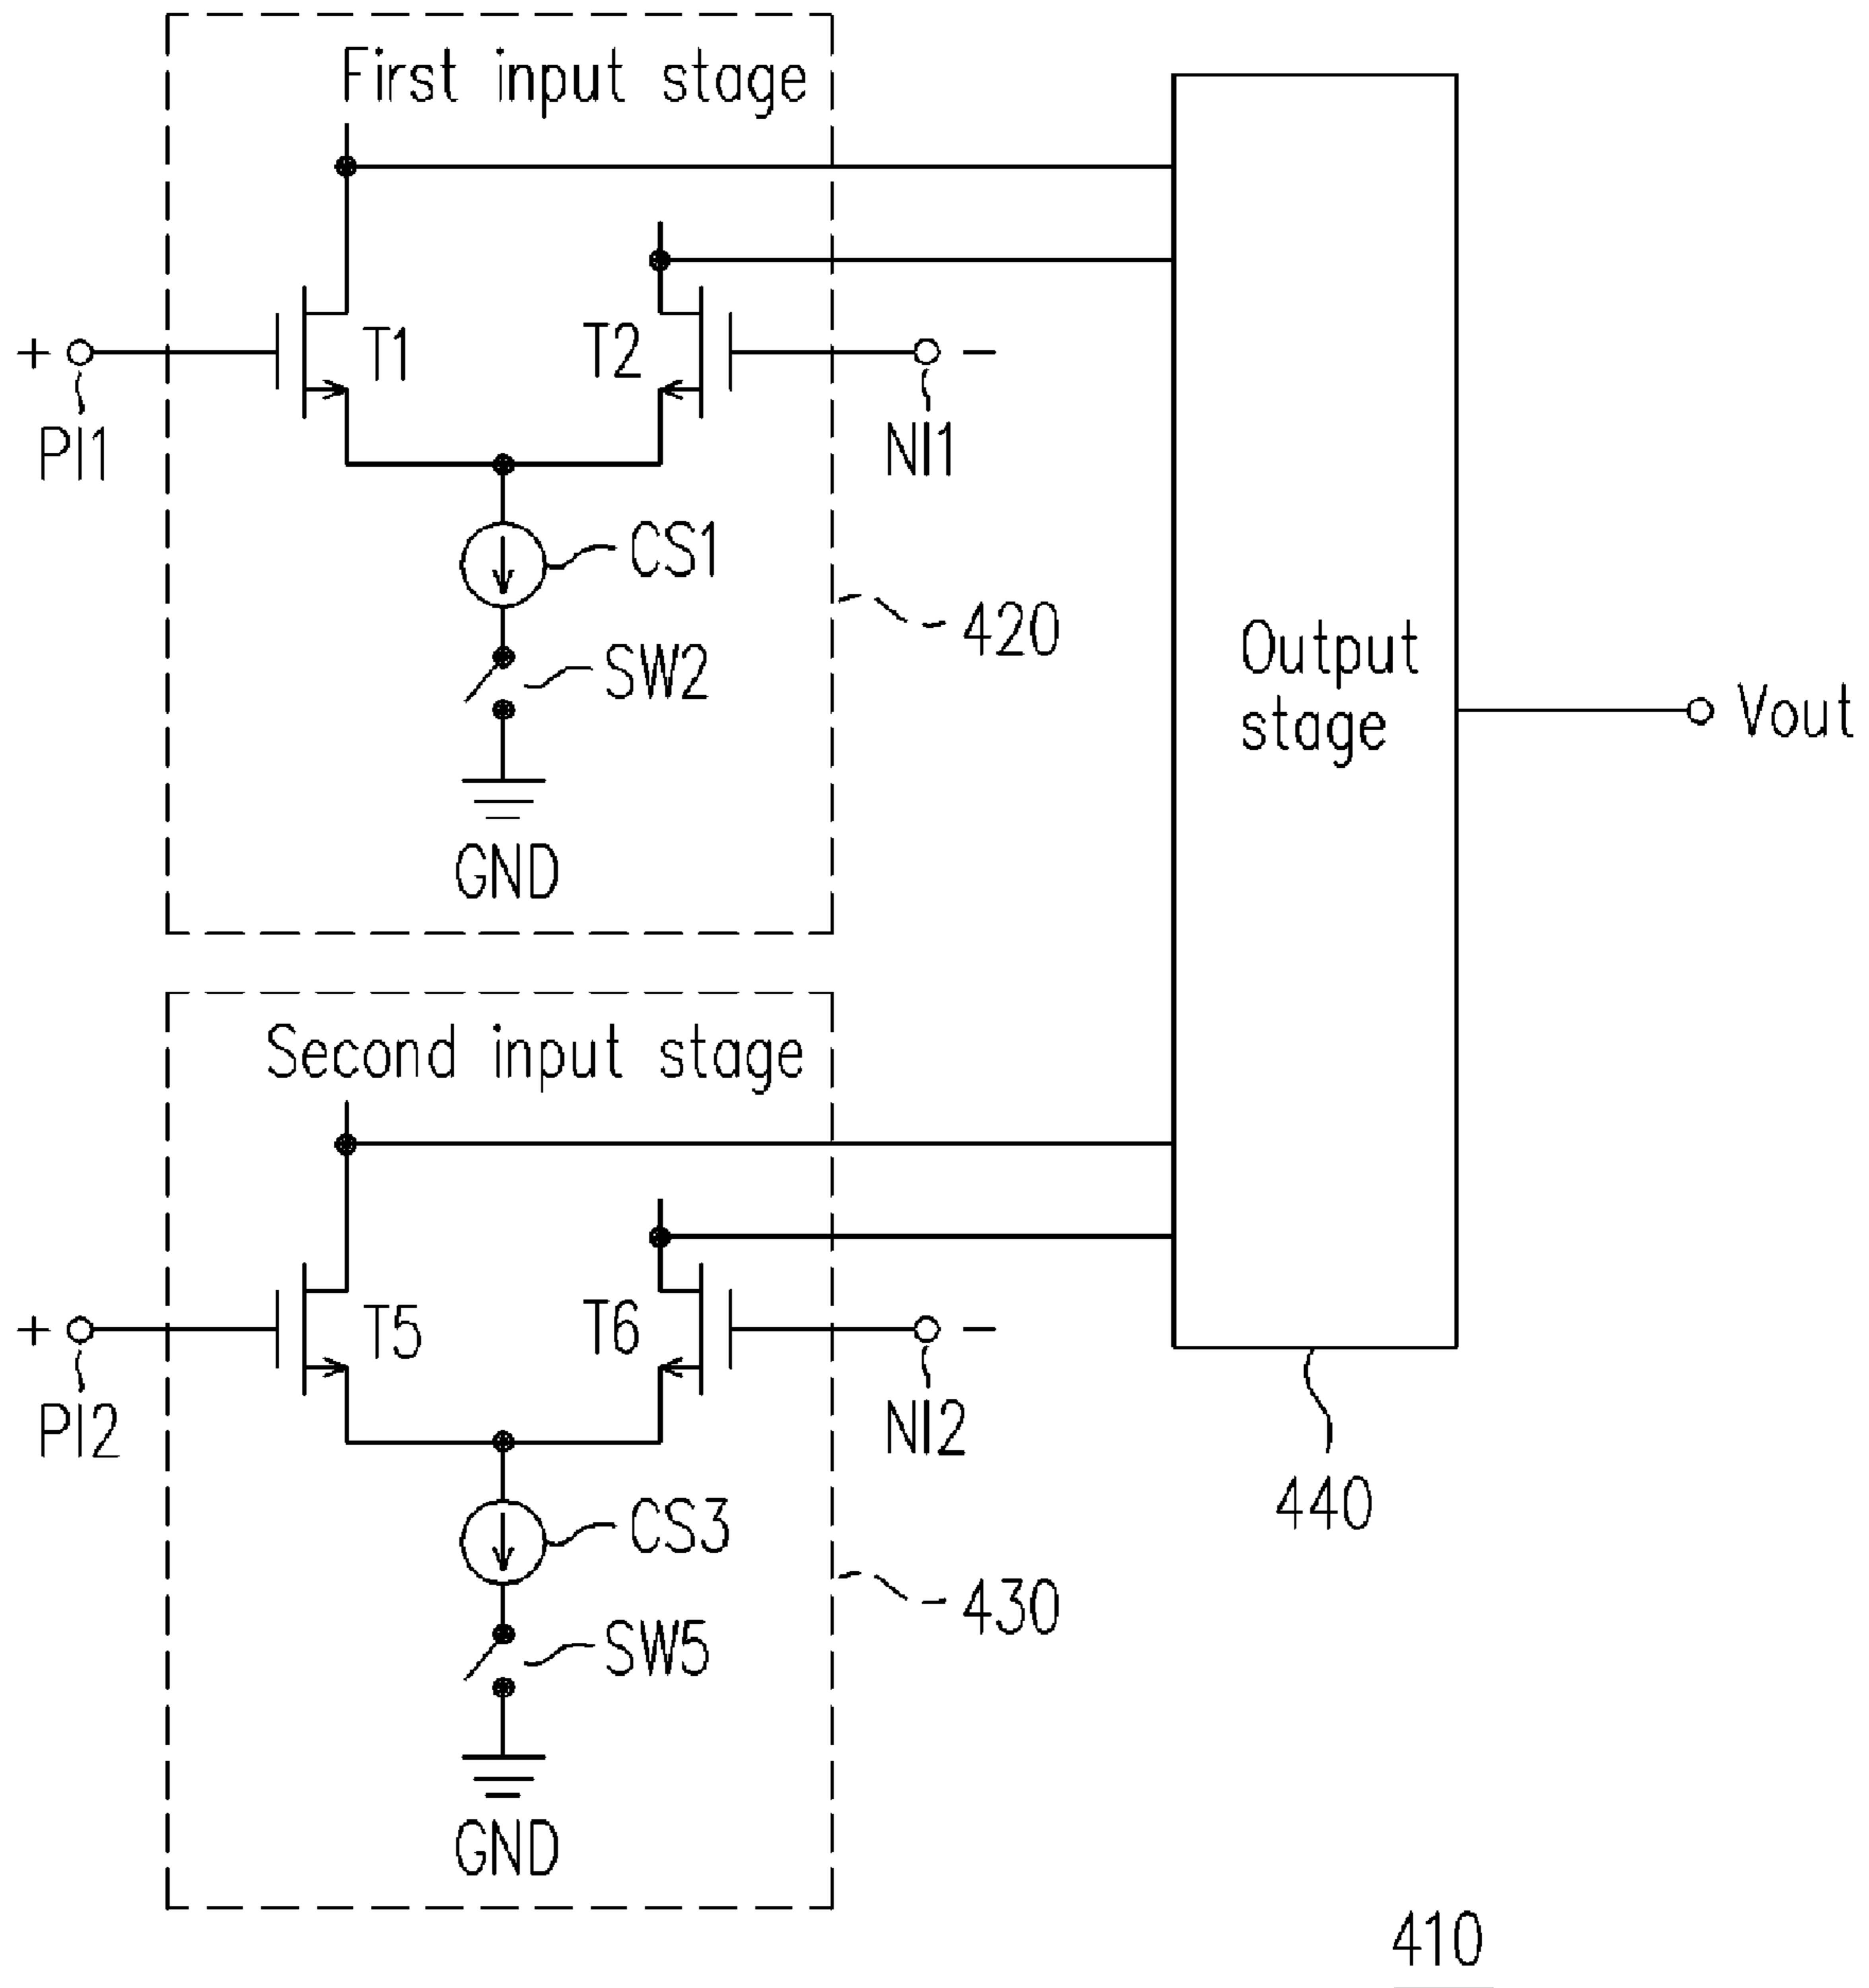 First input stage
+
T1
T2
-
PI1
NI1
CS1
420
SW2
GND
Output
stage
Vout
Second input stage
+
T5
T6
-
PI2
NI2
440
CS3
430
SW5
GND
410